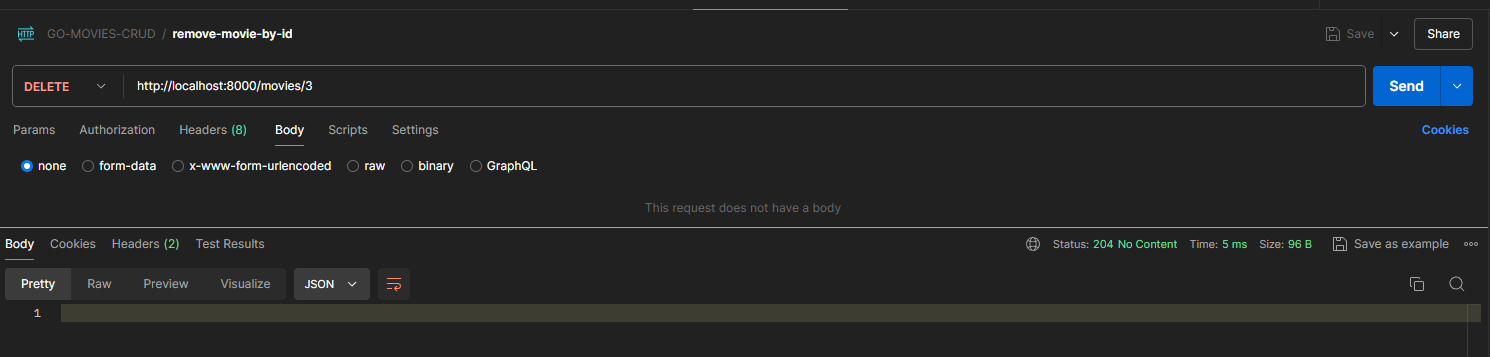 HTTP GO-MOVIES-CRUD / remove-movie-by-id Save Share
DELETE http://localhost:8000/movies/3 Send
Params Authorization Headers (8) Body Scripts Settings Cookies
none form-data x-www-form-urlencoded raw binary GraphQL
This request does not have a body
Body Cookies Headers (2) Test Results Status: 204 No Content Time: 5 ms Size: 96 B Save as example
Pretty Raw Preview Visualize JSON
1